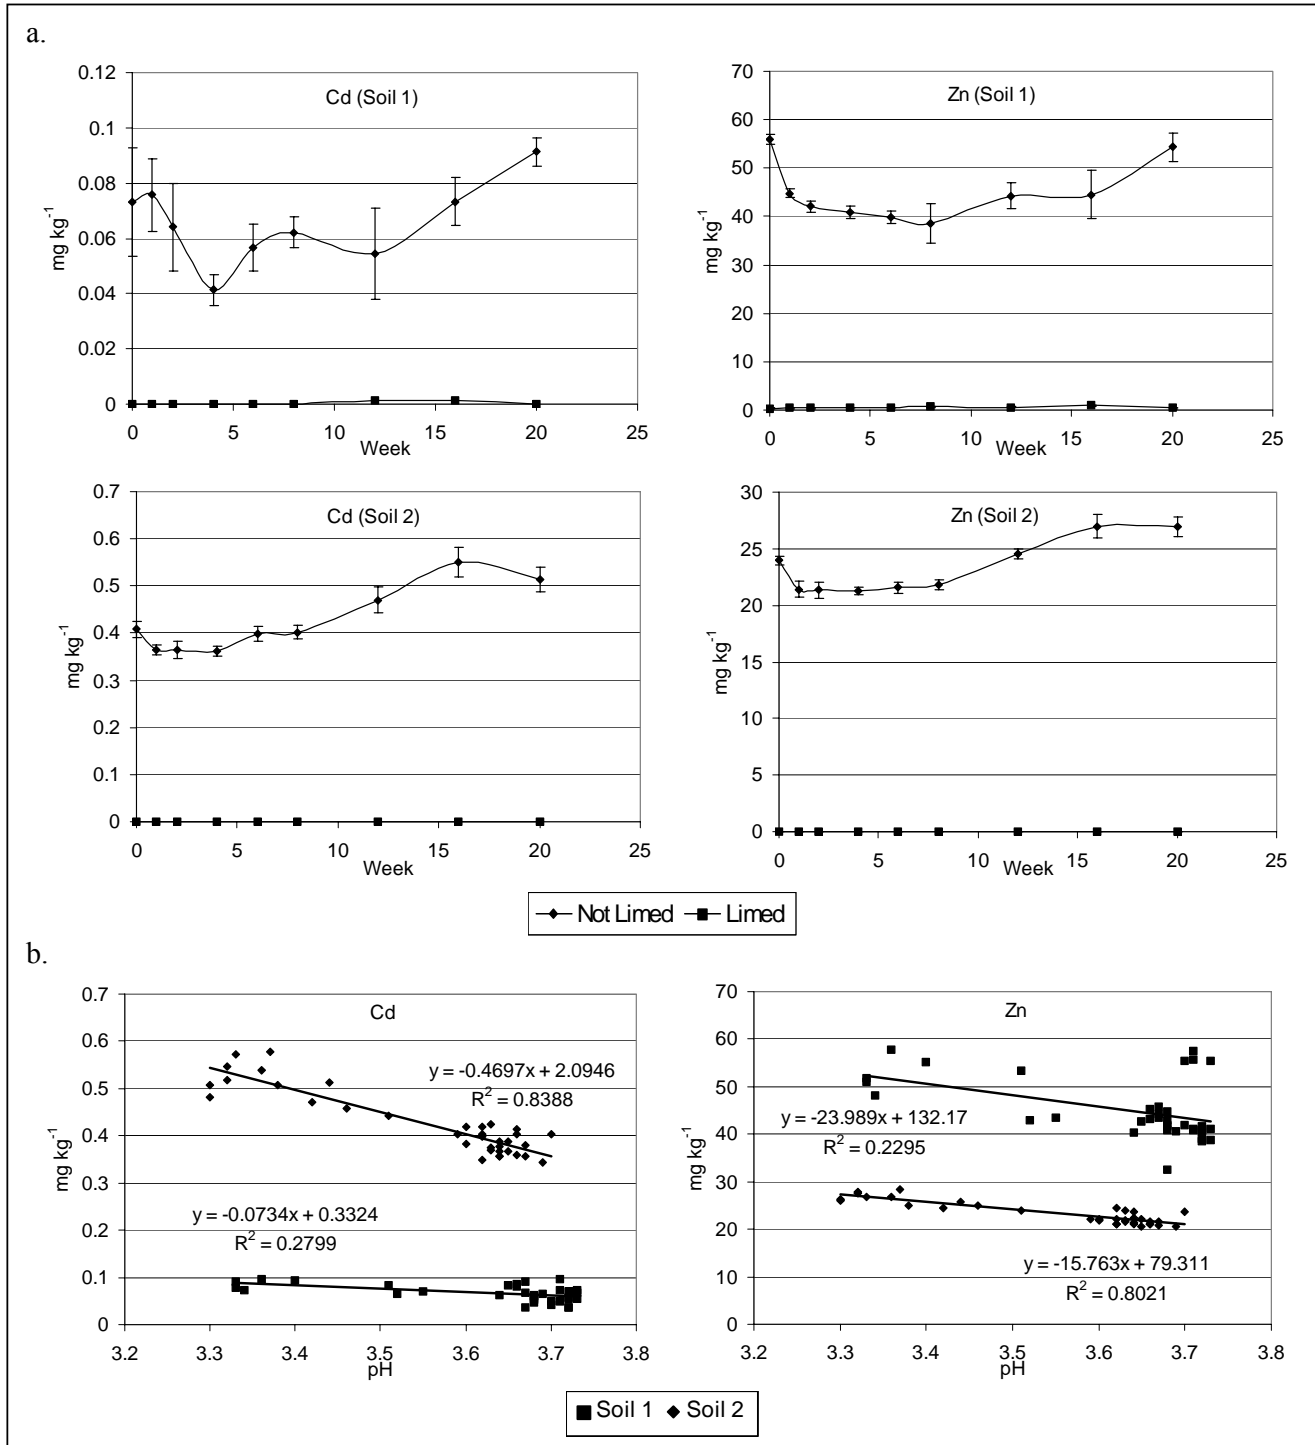 a.
Cd (Soil 1)
mg kg-1
0.12
0.1
0.08
0.06
0.04
0.02
0
0 5 10 15 20 25
Week
Zn (Soil 1)
mg kg-1
70
60
50
40
30
20
10
0
0 5 10 15 20 25
Week
Cd (Soil 2)
mg kg-1
0.7
0.6
0.5
0.4
0.3
0.2
0.1
0
0 5 10 15 20 25
Week
Zn (Soil 2)
mg kg-1
30
25
20
15
10
5
0
0 5 10 15 20 25
Week
Not Limed Limed
b.
Cd
mg kg-1
0.7
0.6
0.5
0.4
0.3
0.2
0.1
0
y = -0.4697x + 2.0946
R2 = 0.8388
y = -0.0734x + 0.3324
R2 = 0.2799
3.2 3.3 3.4 3.5 3.6 3.7 3.8
pH
Zn
mg kg-1
70
60
50
40
30
20
10
0
y = -23.989x + 132.17
R2 = 0.2295
y = -15.763x + 79.311
R2 = 0.8021
3.2 3.3 3.4 3.5 3.6 3.7 3.8
pH
Soil 1 Soil 2